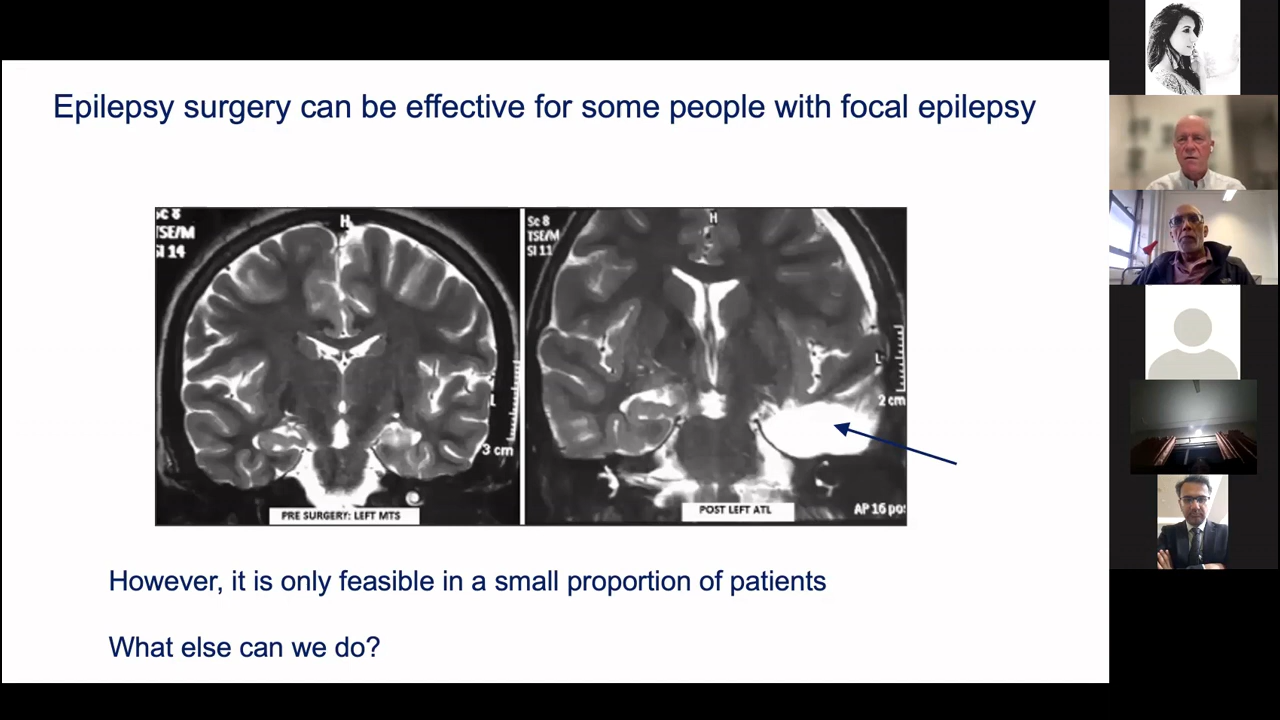 Epilepsy surgery can be effective for some people with focal epilepsy
Sc 8
TSE/M
SI 14
H
L
3 cm
PRE SURGERY: LEFT MTS
Sc 8
TSE/M
SI 11
H
L
2 cm
POST LEFT ATL
AP 16 pos
However, it is only feasible in a small proportion of patients
What else can we do?